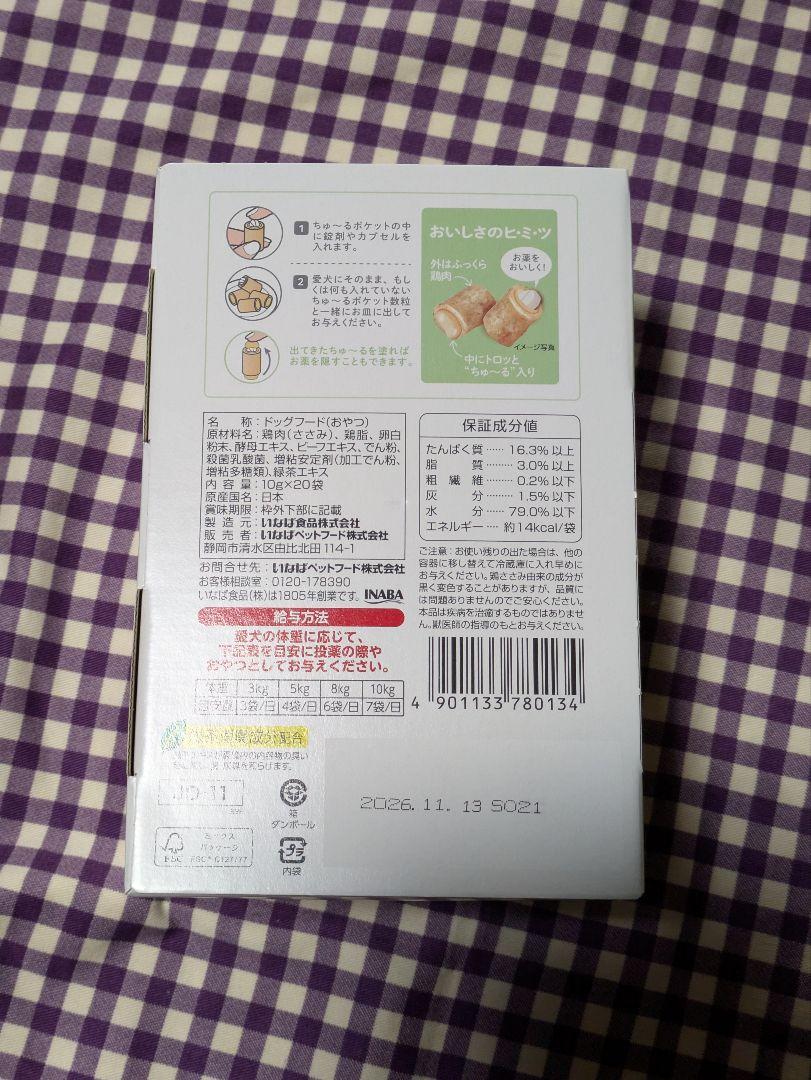 1 ちゅ〜るポケットの中
に錠剤やカプセルを
入れます。
2 愛犬にそのまま、もし
くは何も入れていない
ちゅ〜るポケット数粒
と一緒にお皿に出して
お与えください。
出てきたちゅ〜るを塗れば
お薬を隠すこともできます。
おいしさのヒ・ミ・ツ
外はふっくら
鶏肉
お薬を
おいしく!
イメージ写真
中にトロッと
“ちゅ〜る”入り
名 称:ドッグフード(おやつ)
原材料名:鶏肉(ささみ)、鶏脂、卵白
粉末、酵母エキス、ビーフエキス、でん粉、
殺菌乳酸菌、増粘安定剤(加工でん粉、
増粘多糖類)、緑茶エキス
内 容 量:10g×20袋
原産国名:日本
賞味期限:枠外下部に記載
製 造 元:いなば食品株式会社
販 売 者:いなばペットフード株式会社
静岡市清水区由比北田114-1
お問合せ先:いなばペットフード株式会社
お客様相談室:0120-178390
いなば食品(株)は1805年創業です。 INABA
給与方法
愛犬の体重に応じて、
下記表を目安に投薬の際や
おやつとしてお与えください。
体重 3kg 5kg 8kg 10kg
目安量 3袋/日 4袋/日 6袋/日 7袋/日
保証成分値
たんぱく質 …… 16.3%以上
脂 質 …… 3.0%以上
粗 繊 維 …… 0.2%以下
灰 分 …… 1.5%以下
水 分 …… 79.0%以下
エネルギー … 約14kcal/袋
ご注意:お使い残りの出た場合は、他の
容器に移し替えて冷蔵庫に入れ早めに
お与えください。鶏ささみ由来の成分が
黒く変色することがありますが、品質に
は問題ありませんのでご安心ください。
本品は疾病を治療するものではありませ
ん。獣医師の指導のもとお与えください。
4 901133 780134
緑茶消臭成分配合
JD-11
箱
ダンボール
2026.11.13 S021
FSC
ミックス
パッケージ
プラ
内袋